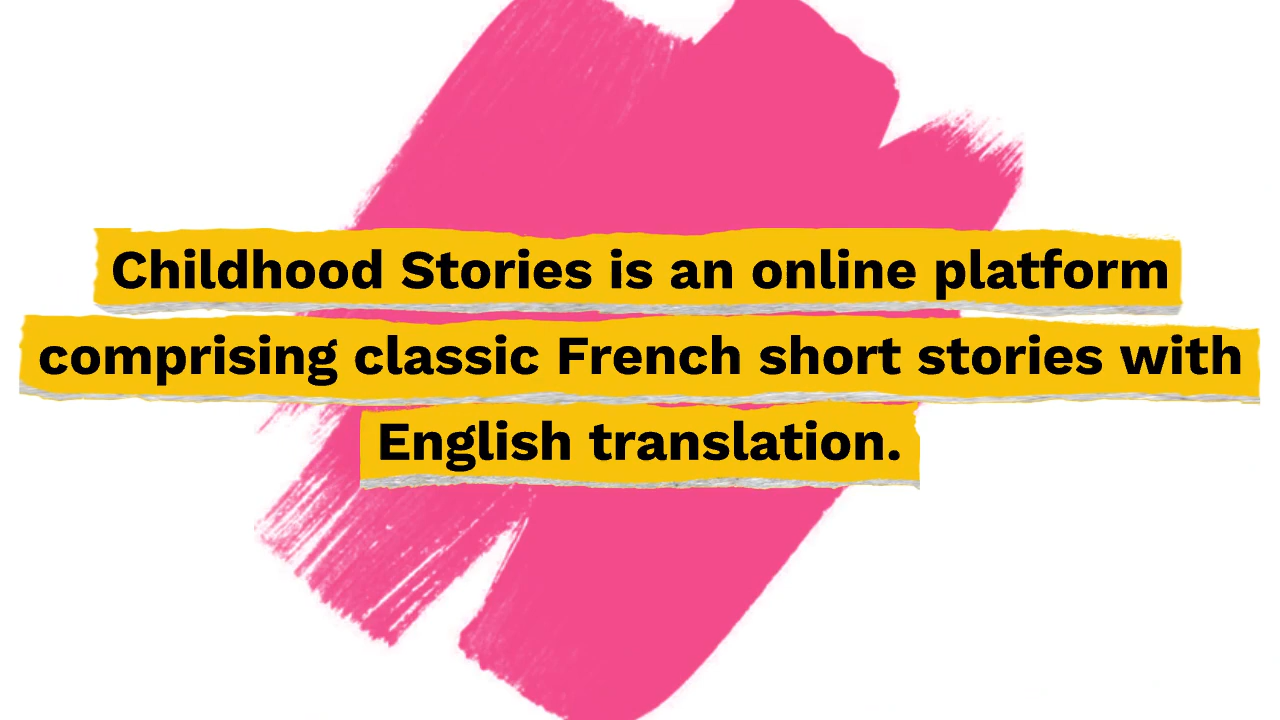 Childhood Stories is an online platform
comprising classic French short stories with
English translation.